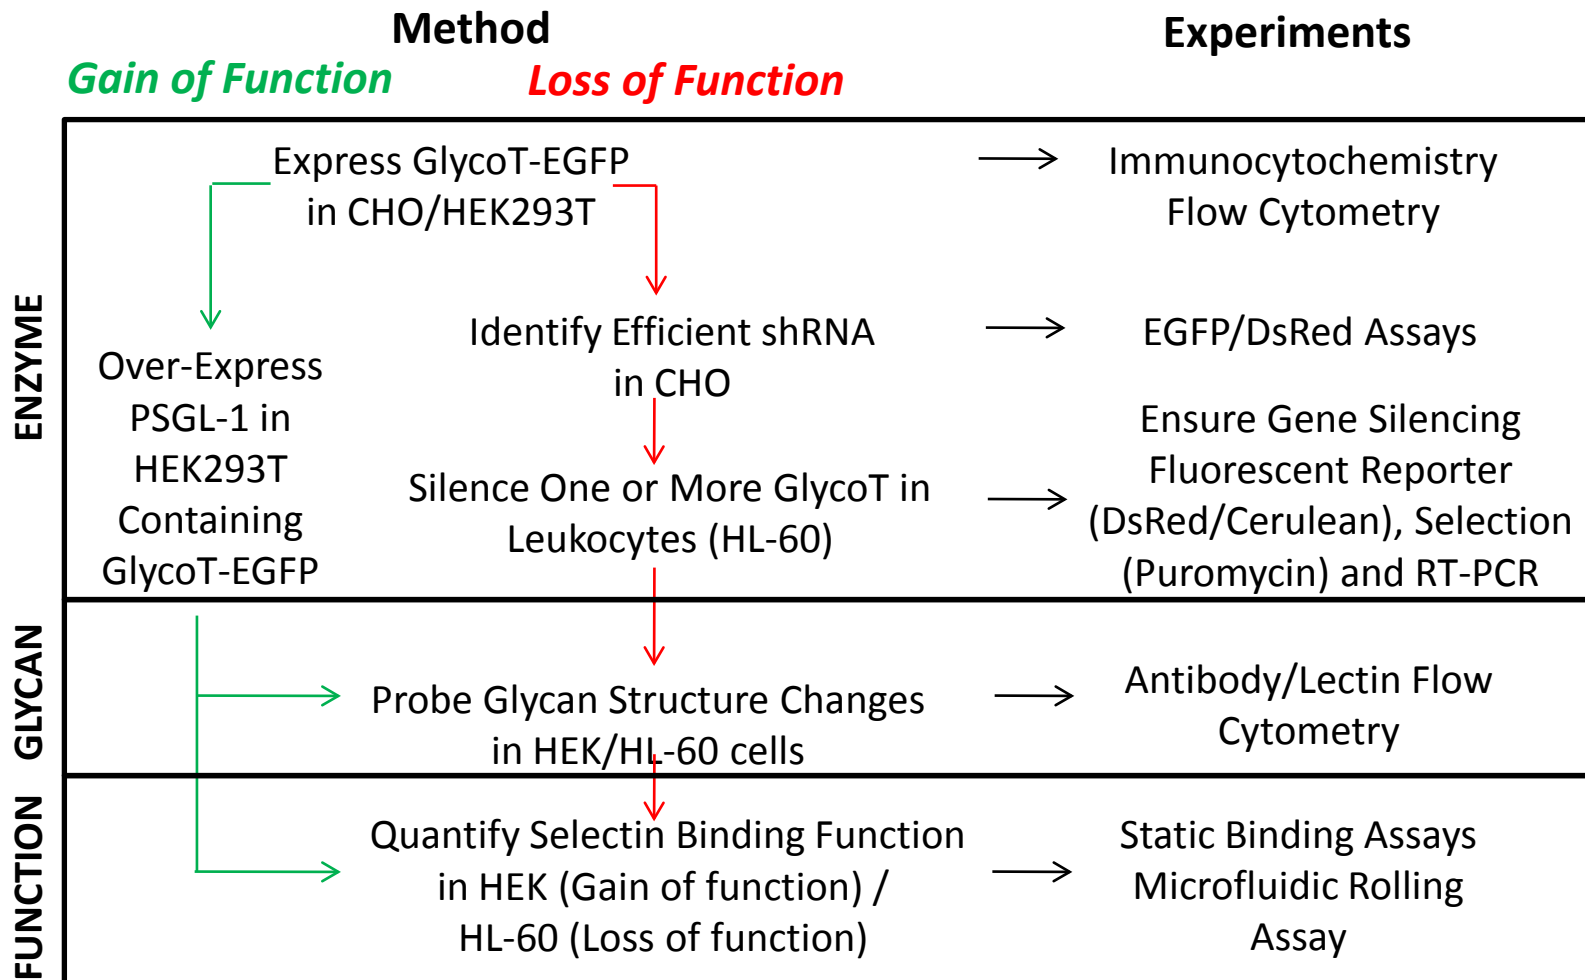 Method
Experiments
Gain of Function
Loss of Function
ENZYME
Express GlycoT-EGFP
in CHO/HEK293T
Immunocytochemistry
Flow Cytometry
Over-Express
PSGL-1 in
HEK293T
Containing
GlycoT-EGFP
Identify Efficient shRNA
in CHO
EGFP/DsRed Assays
Silence One or More GlycoT in
Leukocytes (HL-60)
Ensure Gene Silencing
Fluorescent Reporter
(DsRed/Cerulean), Selection
(Puromycin) and RT-PCR
GLYCAN
Probe Glycan Structure Changes
in HEK/HL-60 cells
Antibody/Lectin Flow
Cytometry
FUNCTION
Quantify Selectin Binding Function
in HEK (Gain of function) /
HL-60 (Loss of function)
Static Binding Assays
Microfluidic Rolling
Assay